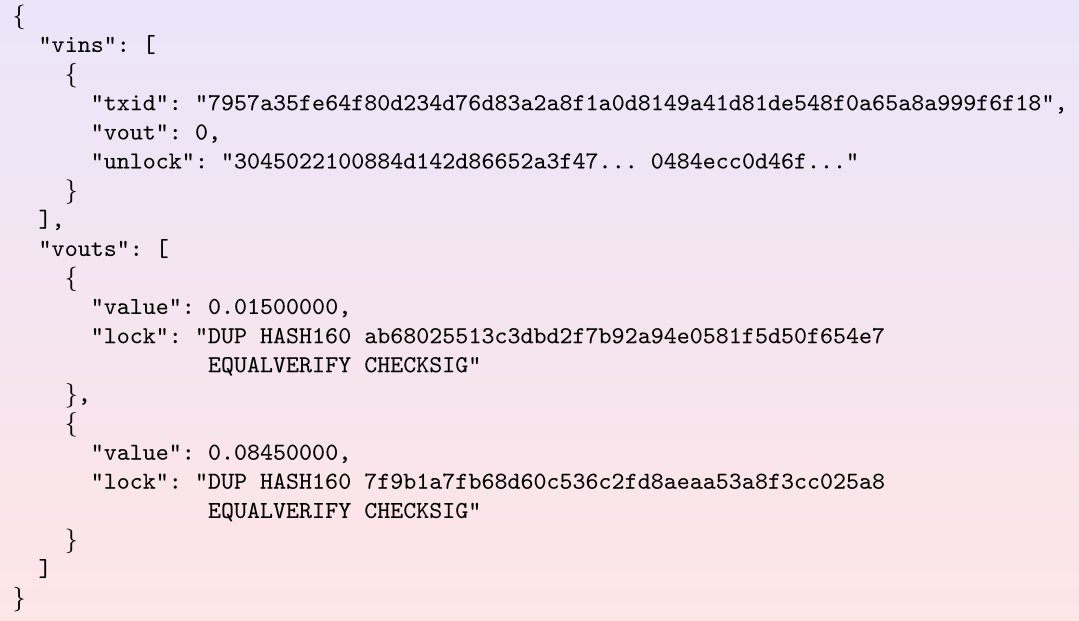 {
"vins": [
{
"txid": "7957a35fe64f80d234d76d83a2a8f1a0d8149a41d81de548f0a65a8a999f6f18",
"vout": 0,
"unlock": "3045022100884d142d86652a3f47... 0484ecc0d46f..."
}
],
"vouts": [
{
"value": 0.01500000,
"lock": "DUP HASH160 ab68025513c3dbd2f7b92a94e0581f5d50f654e7
EQUALVERIFY CHECKSIG"
},
{
"value": 0.08450000,
"lock": "DUP HASH160 7f9b1a7fb68d60c536c2fd8aeaa53a8f3cc025a8
EQUALVERIFY CHECKSIG"
}
]
}